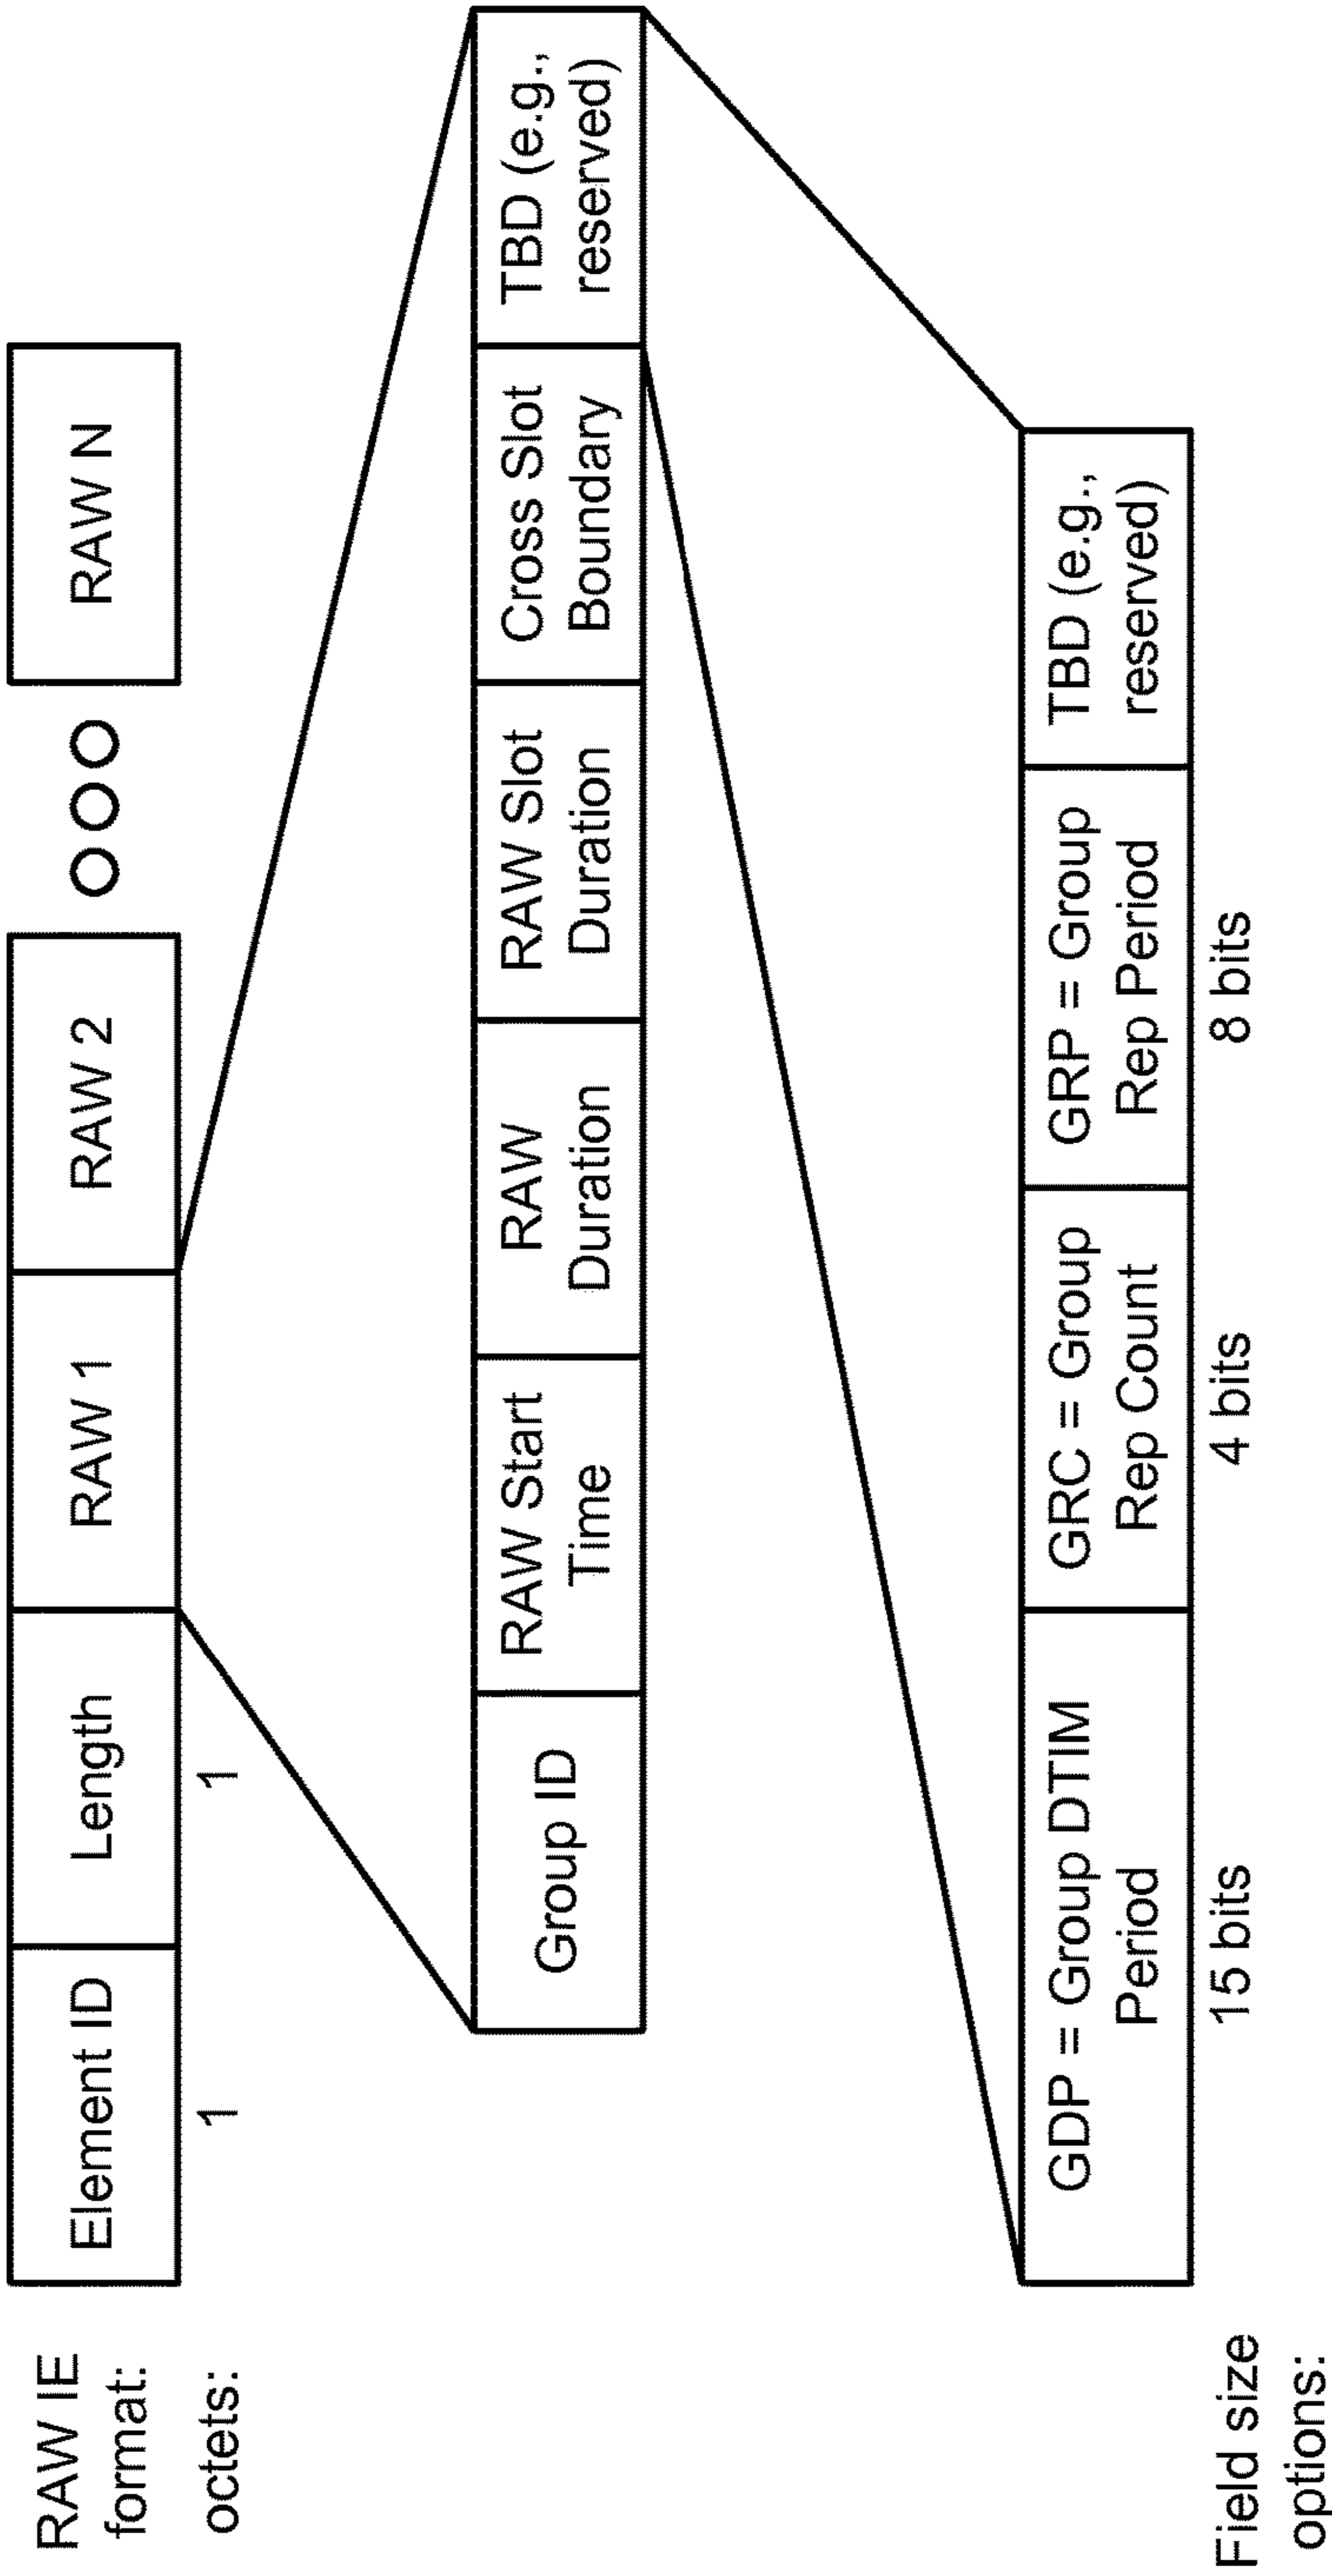 RAW IE
format:
Element ID
Length
RAW 1
RAW 2
RAW N
octets:
1
1
Group ID
RAW Start
Time
RAW
Duration
RAW Slot
Duration
Cross Slot
Boundary
TBD (e.g.,
reserved)
GDP = Group DTIM
Period
GRC = Group
Rep Count
GRP = Group
Rep Period
TBD (e.g.,
reserved)
Field size
options:
15 bits
4 bits
8 bits